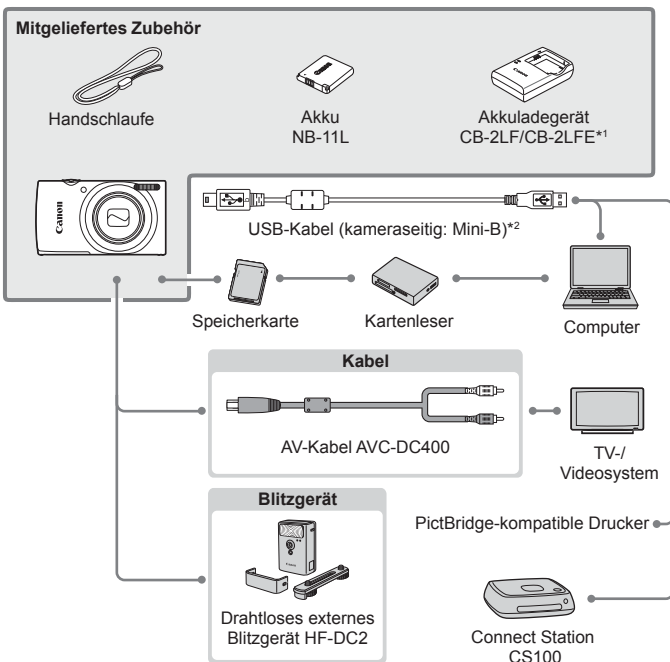 Mitgeliefertes Zubehör
Handschlaufe
Akku
NB-11L
Akkuladegerät
CB-2LF/CB-2LFE*1
Canon
USB-Kabel (kameraseitig: Mini-B)*2
Speicherkarte
Kartenleser
Computer
Kabel
AV-Kabel AVC-DC400
TV-/
Videosystem
Blitzgerät
Drahtloses externes
Blitzgerät HF-DC2
PictBridge-kompatible Drucker
Connect Station
CS100